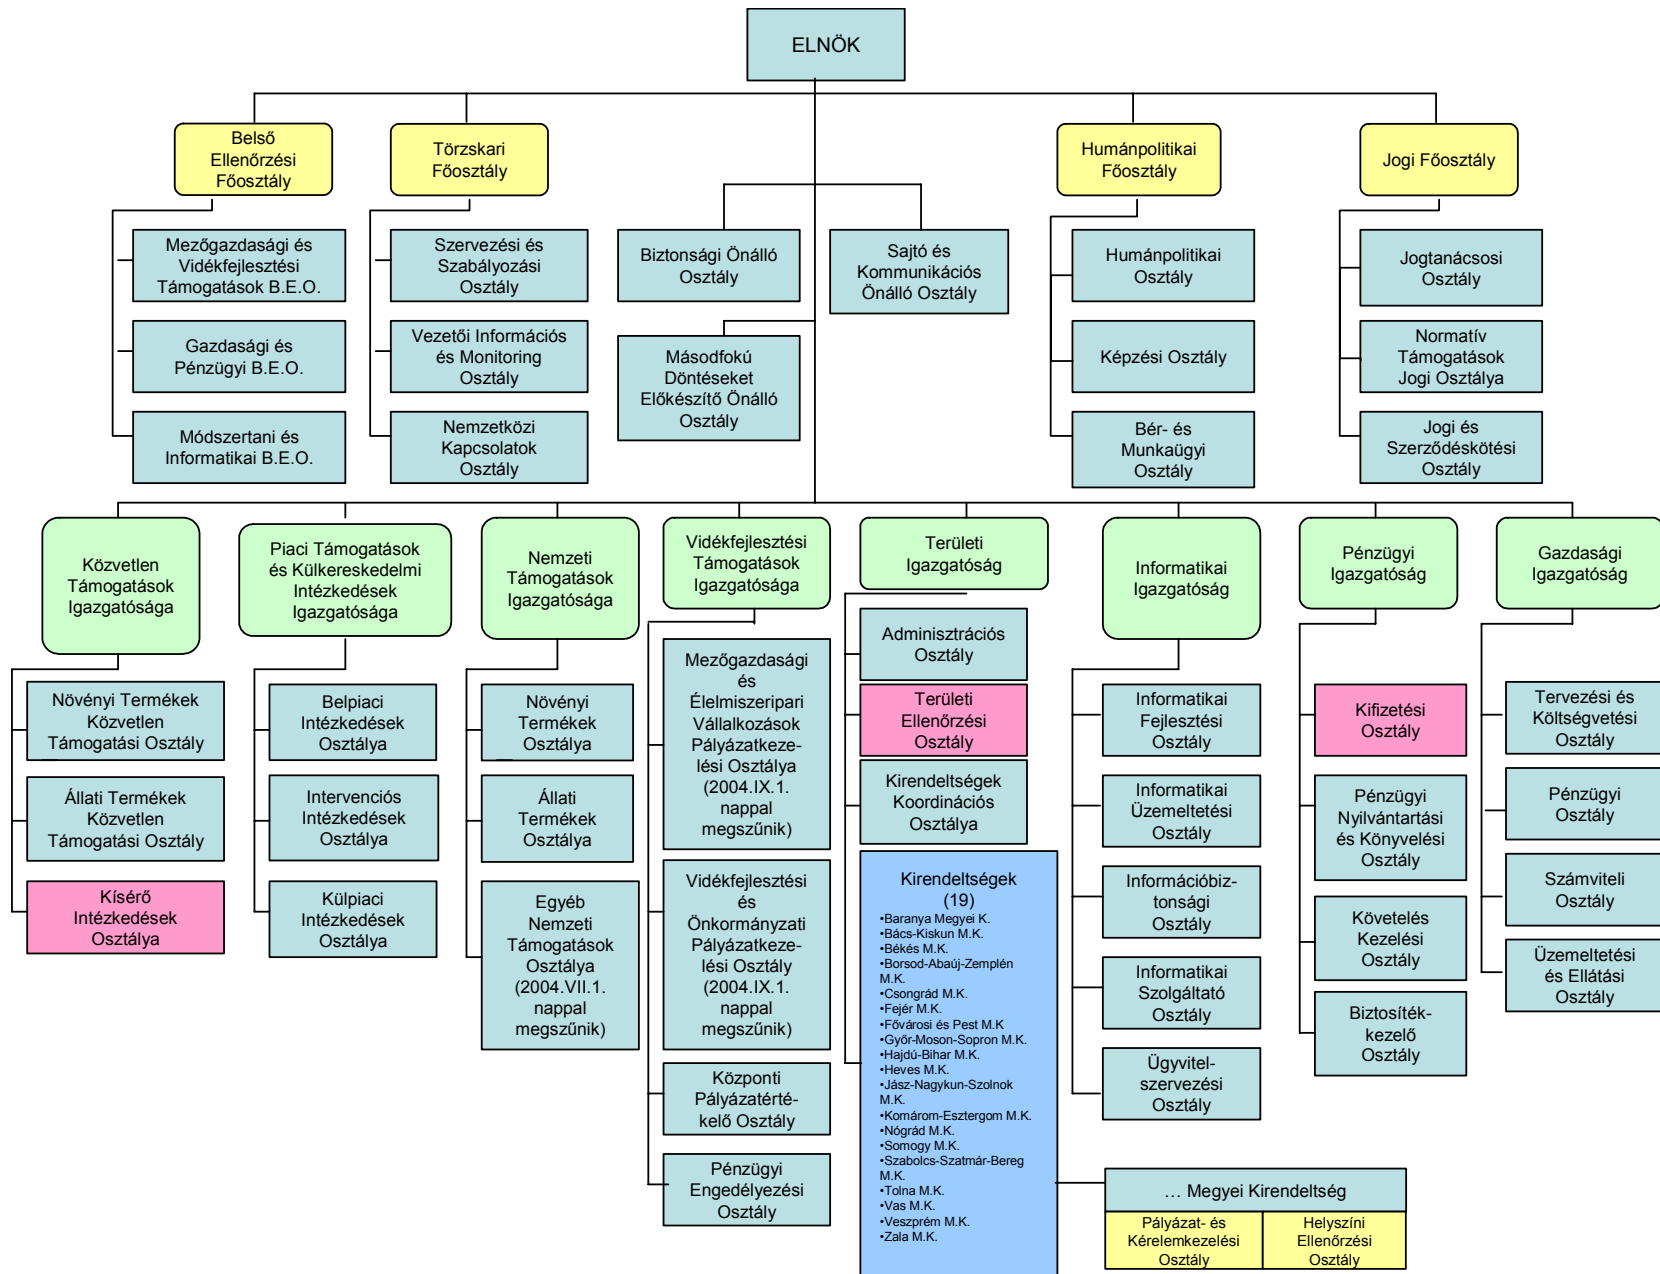 ELNÖK
Belső
Ellenőrzési
Főosztály
Törzskari
Főosztály
Humánpolitikai
Főosztály
Jogi Főosztály
Mezőgazdasági és
Vidékfejlesztési
Támogatások B.E.O.
Gazdasági és
Pénzügyi B.E.O.
Módszertani és
Informatikai B.E.O.
Szervezési és
Szabályozási
Osztály
Vezetői Információs
és Monitoring
Osztály
Nemzetközi
Kapcsolatok
Osztály
Biztonsági Önálló
Osztály
Sajtó és
Kommunikációs
Önálló Osztály
Másodfokú
Döntéseket
Előkészítő Önálló
Osztály
Humánpolitikai
Osztály
Képzési Osztály
Bér- és
Munkaügyi
Osztály
Jogtanácsosi
Osztály
Normatív
Támogatások
Jogi Osztálya
Jogi és
Szerződéskötési
Osztály
Közvetlen
Támogatások
Igazgatósága
Növényi Termékek
Közvetlen
Támogatási Osztály
Állati Termékek
Közvetlen
Támogatási Osztály
Kísérő
Intézkedések
Osztálya
Piaci Támogatások
és Külkereskedelmi
Intézkedések
Igazgatósága
Belpiaci
Intézkedések
Osztálya
Intervenciós
Intézkedések
Osztálya
Külpiaci
Intézkedések
Osztálya
Nemzeti
Támogatások
Igazgatósága
Növényi
Termékek
Osztálya
Állati
Termékek
Osztálya
Egyéb
Nemzeti
Támogatások
Osztálya
(2004.VII.1.
nappal
megszűnik)
Vidékfejlesztési
Támogatások
Igazgatósága
Mezőgazdasági
és
Élelmiszeripari
Vállalkozások
Pályázatkeze-
lési Osztálya
(2004.IX.1.
nappal
megszűnik)
Vidékfejlesztési
és
Önkormányzati
Pályázatkeze-
lési Osztály
(2004.IX.1.
nappal
megszűnik)
Központi
Pályázatérté-
kelő Osztály
Pénzügyi
Engedélyezési
Osztály
Területi
Igazgatóság
Adminisztrációs
Osztály
Területi
Ellenőrzési
Osztály
Kirendeltségek
Koordinációs
Osztálya
Kirendeltségek
(19)
•Baranya Megyei K.
•Bács-Kiskun M.K.
•Békés M.K.
•Borsod-Abaúj-Zemplén
M.K.
•Csongrád M.K.
•Fejér M.K.
•Fővárosi és Pest M.K
•Győr-Moson-Sopron M.K.
•Hajdú-Bihar M.K.
•Heves M.K.
•Jász-Nagykun-Szolnok
M.K.
•Komárom-Esztergom M.K.
•Nógrád M.K.
•Somogy M.K.
•Szabolcs-Szatmár-Bereg
M.K.
•Tolna M.K.
•Vas M.K.
•Veszprém M.K.
•Zala M.K.
Informatikai
Igazgatóság
Informatikai
Fejlesztési
Osztály
Informatikai
Üzemeltetési
Osztály
Információbiz-
tonsági
Osztály
Informatikai
Szolgáltató
Osztály
Ügyvitel-
szervezési
Osztály
Pénzügyi
Igazgatóság
Kifizetési
Osztály
Pénzügyi
Nyilvántartási
és Könyvelési
Osztály
Követelés
Kezelési
Osztály
Biztosíték-
kezelő
Osztály
Gazdasági
Igazgatóság
Tervezési és
Költségvetési
Osztály
Pénzügyi
Osztály
Számviteli
Osztály
Üzemeltetési
és Ellátási
Osztály
… Megyei Kirendeltség
Pályázat- és
Kérelemkezelési
Osztály
Helyszíni
Ellenőrzési
Osztály